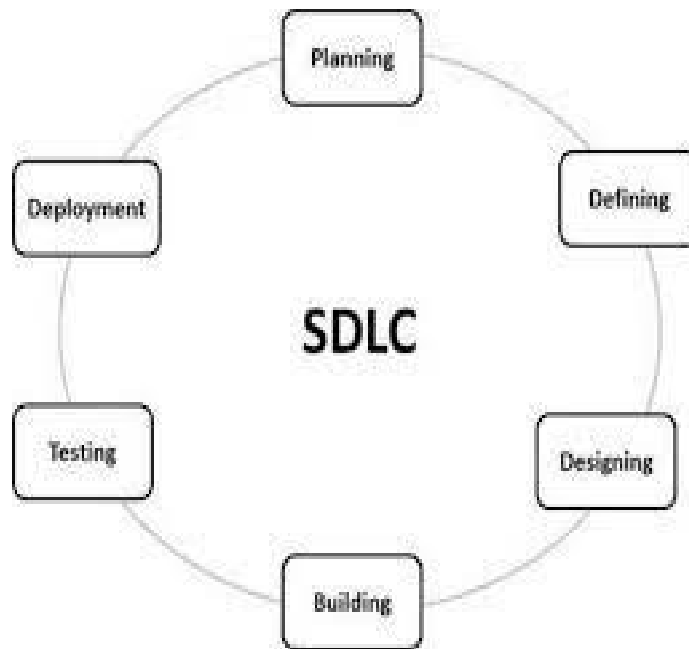 Planning
Defining
Designing
Building
Testing
Deployment
SDLC